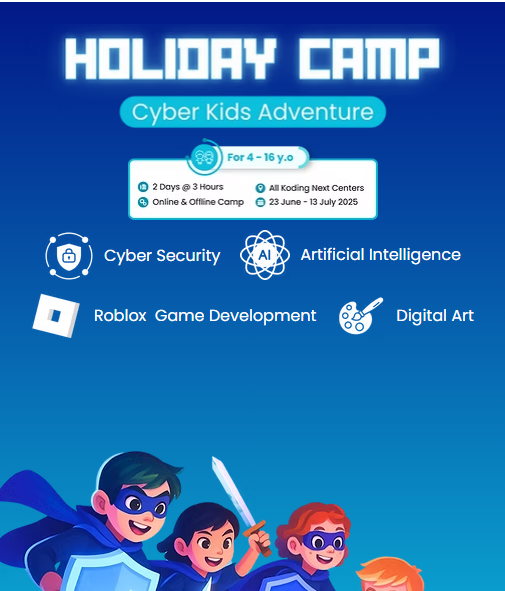 HOLIDAY CAMP
Cyber Kids Adventure
For 4 - 16 y.o
2 Days @ 3 Hours
All Koding Next Centers
Online & Offline Camp
23 June - 13 July 2025
Cyber Security
AI
Artificial Intelligence
Roblox Game Development
Digital Art